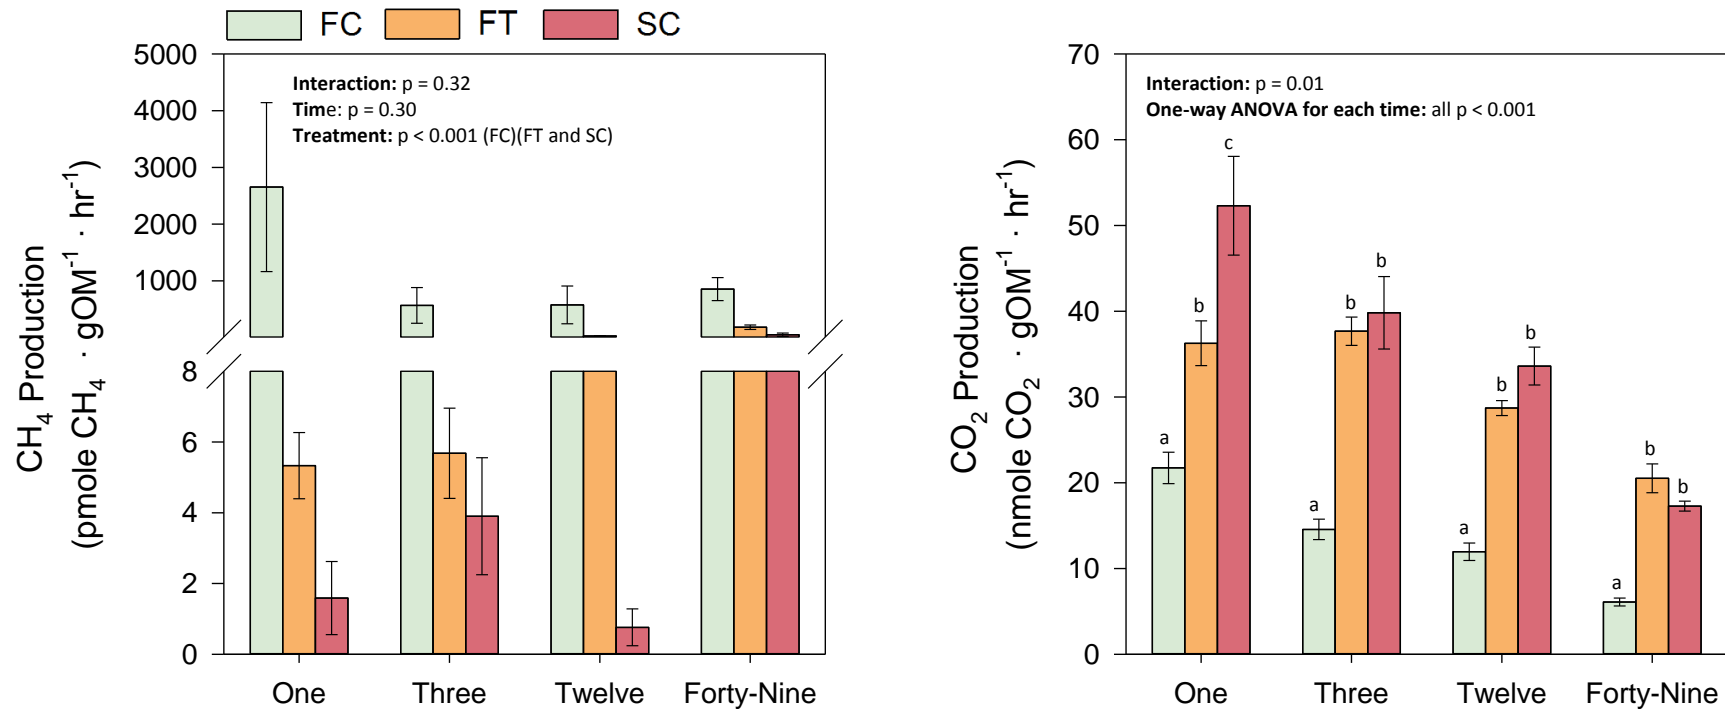 FC FT SC
5000
4000
3000
2000
1000
8
6
4
2
0
CH4 Production
(pmole CH4 · gOM-1 · hr-1)
Interaction: p = 0.32
Time: p = 0.30
Treatment: p < 0.001 (FC)(FT and SC)
One Three Twelve Forty-Nine
70
60
50
40
30
20
10
0
CO2 Production
(nmole CO2 · gOM-1 · hr-1)
Interaction: p = 0.01
One-way ANOVA for each time: all p < 0.001
a b c
a b b
a b b
a b b
One Three Twelve Forty-Nine